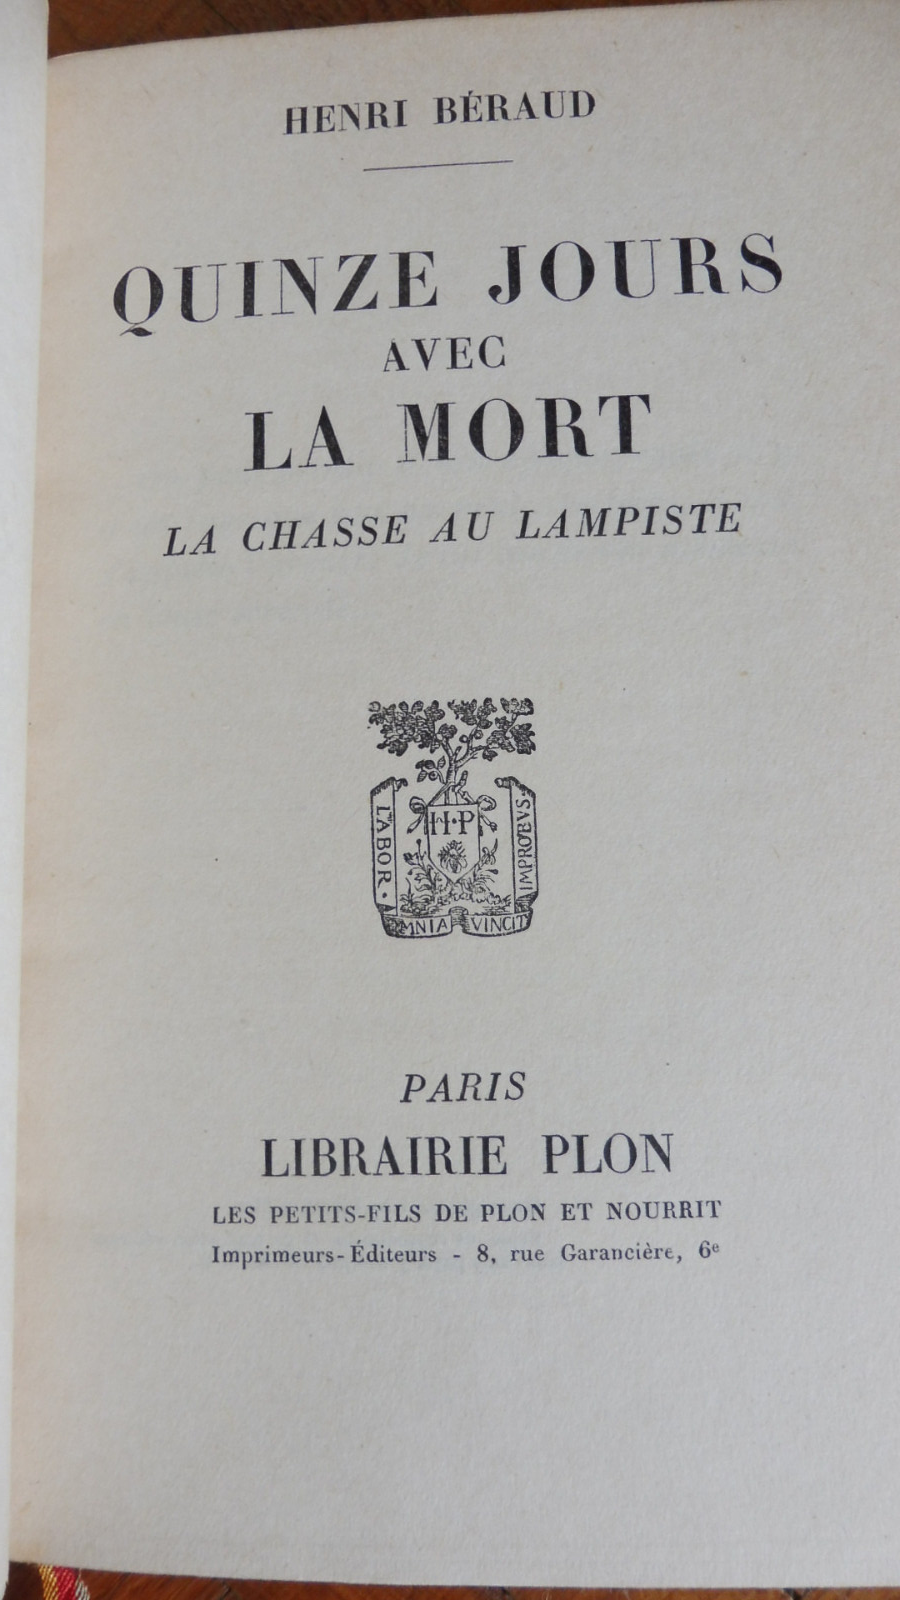 HENRI BÉRAUD
QUINZE JOURS
AVEC
LA MORT
LA CHASSE AU LAMPISTE
LABOR.
H·P
IMPROBVS
OMNIA VINCIT
PARIS
LIBRAIRIE PLON
LES PETITS-FILS DE PLON ET NOURRIT
Imprimeurs-Éditeurs - 8, rue Garancière, 6e